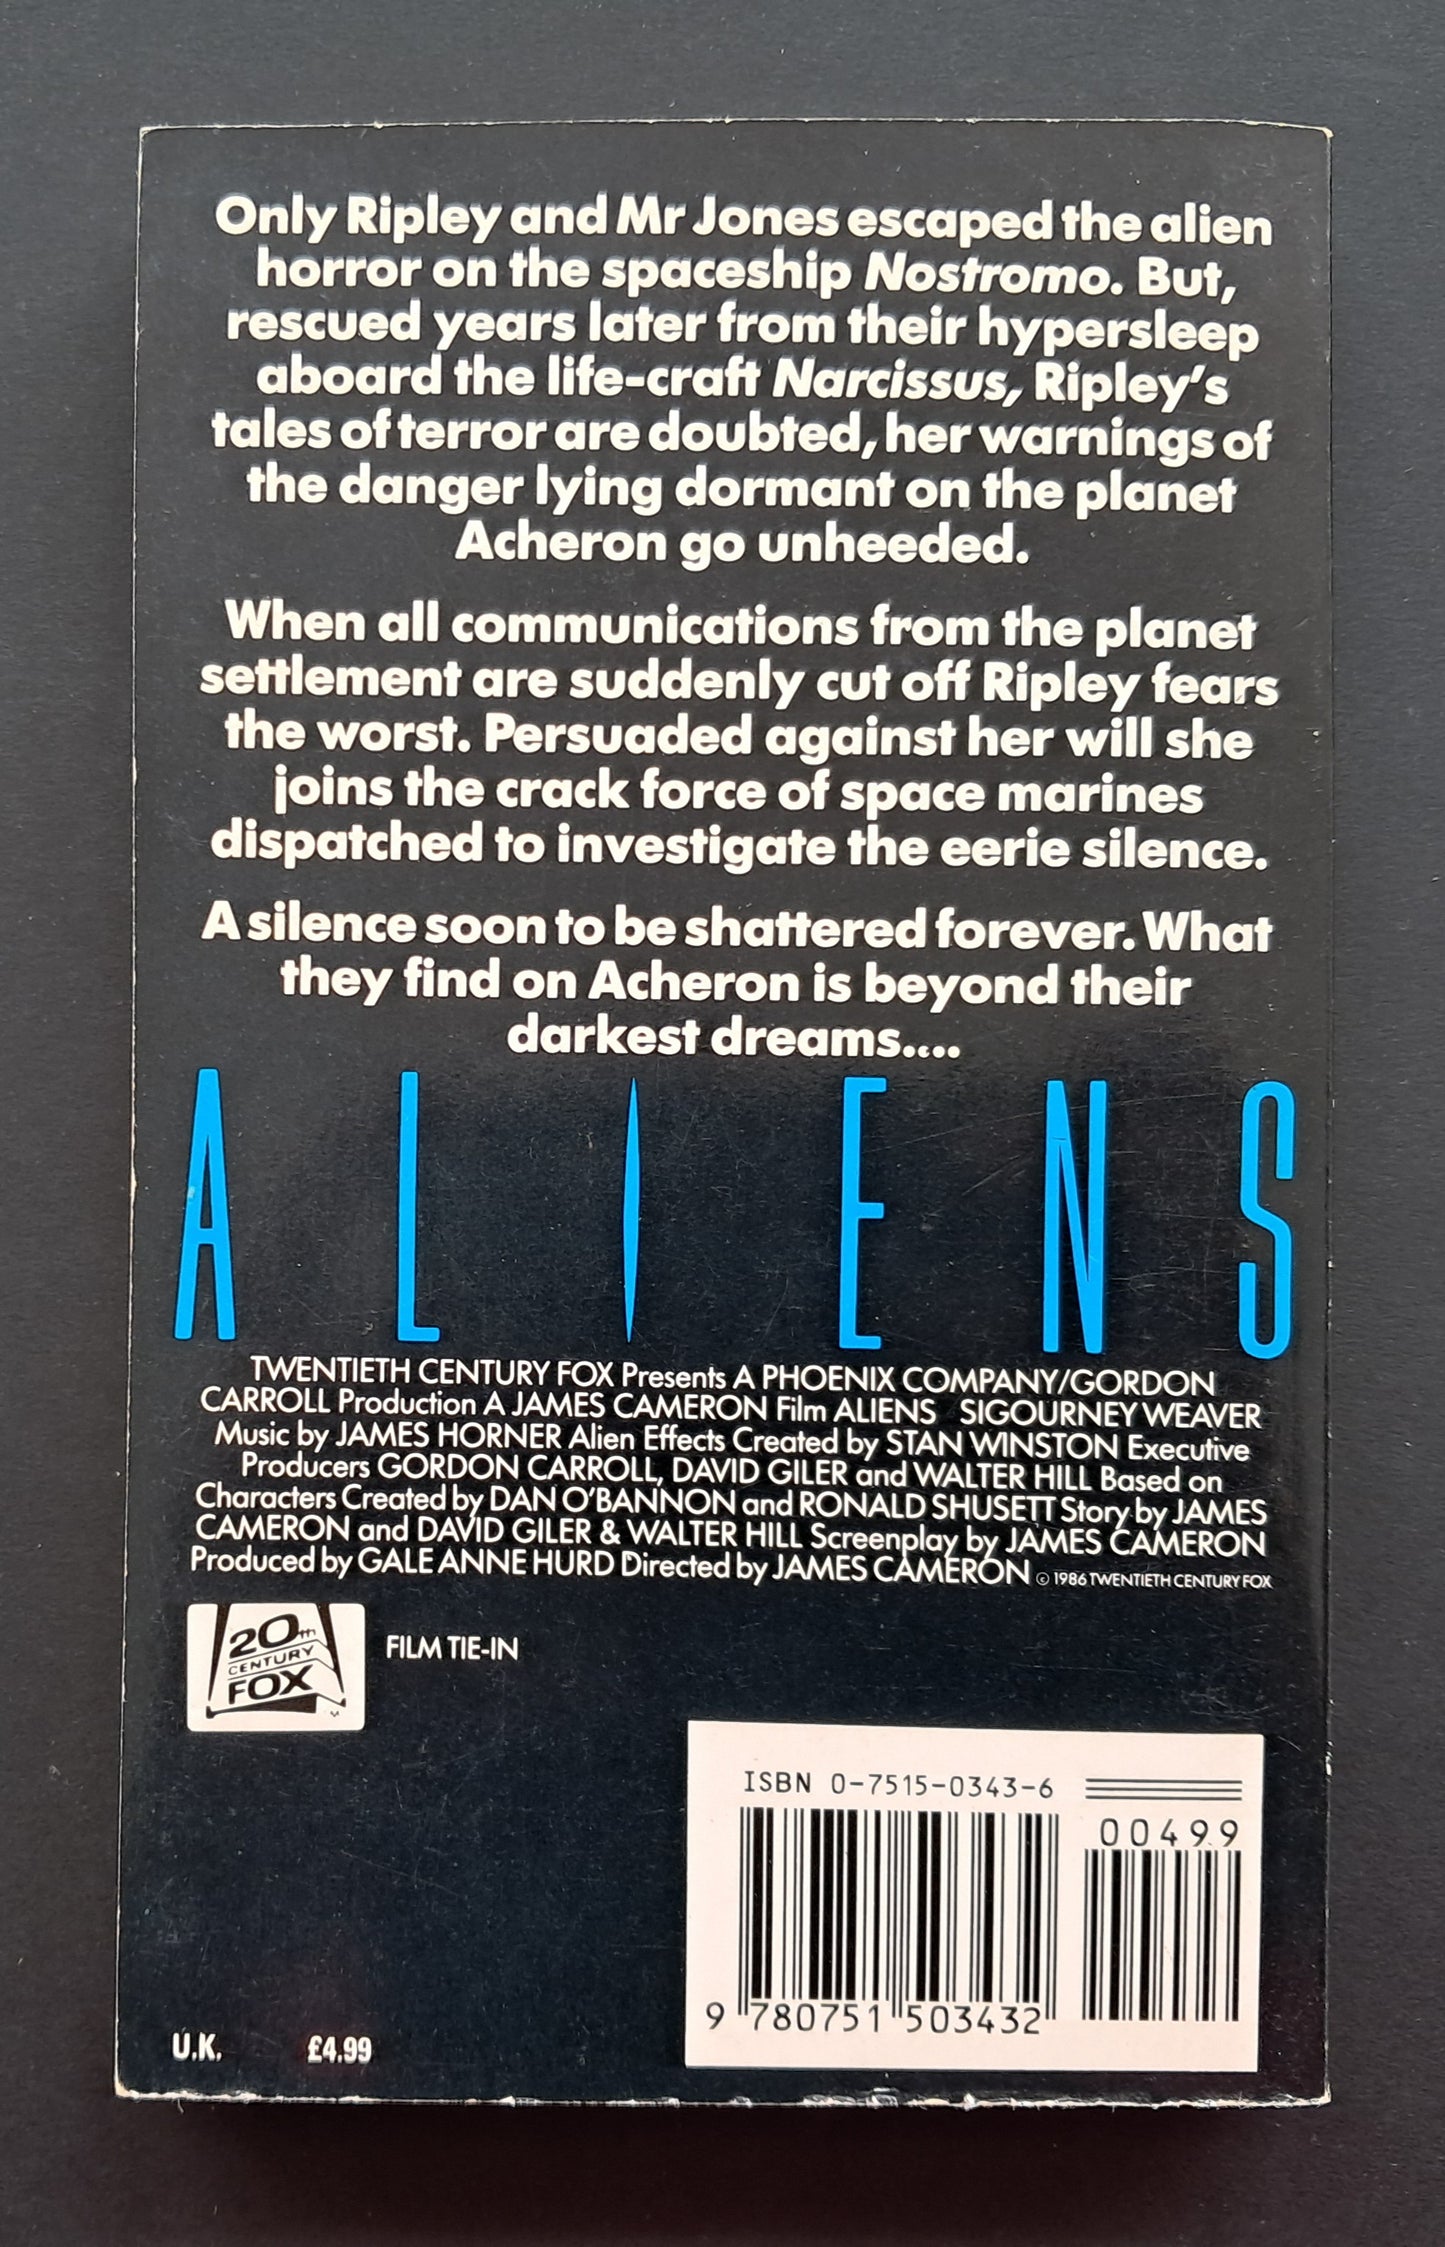 Only Ripley and Mr Jones escaped the alien
horror on the spaceship Nostromo. But,
rescued years later from their hypersleep
aboard the life-craft Narcissus, Ripley's
tales of terror are doubted, her warnings of
the danger lying dormant on the planet
Acheron go unheeded.
When all communications from the planet
settlement are suddenly cut off Ripley fears
the worst. Persuaded against her will she
joins the crack force of space marines
dispatched to investigate the eerie silence.
A silence soon to be shattered forever. What
they find on Acheron is beyond their
darkest dreams....
ALIENS
TWENTIETH CENTURY FOX Presents A PHOENIX COMPANY/GORDON
CARROLL Production A JAMES CAMERON Film ALIENS SIGOURNEY WEAVER
Music by JAMES HORNER Alien Effects Created by STAN WINSTON Executive
Producers GORDON CARROLL, DAVID GILER and WALTER HILL Based on
Characters Created by DAN O'BANNON and RONALD SHUSETT Story by JAMES
CAMERON and DAVID GILER & WALTER HILL Screenplay by JAMES CAMERON
Produced by GALE ANNE HURD Directed by JAMES CAMERON © 1986 TWENTIETH CENTURY FOX
20th
CENTURY
FOX
TM
FILM TIE-IN
ISBN 0-7515-0343-6
00499
9 780751 503432
U.K. £4.99